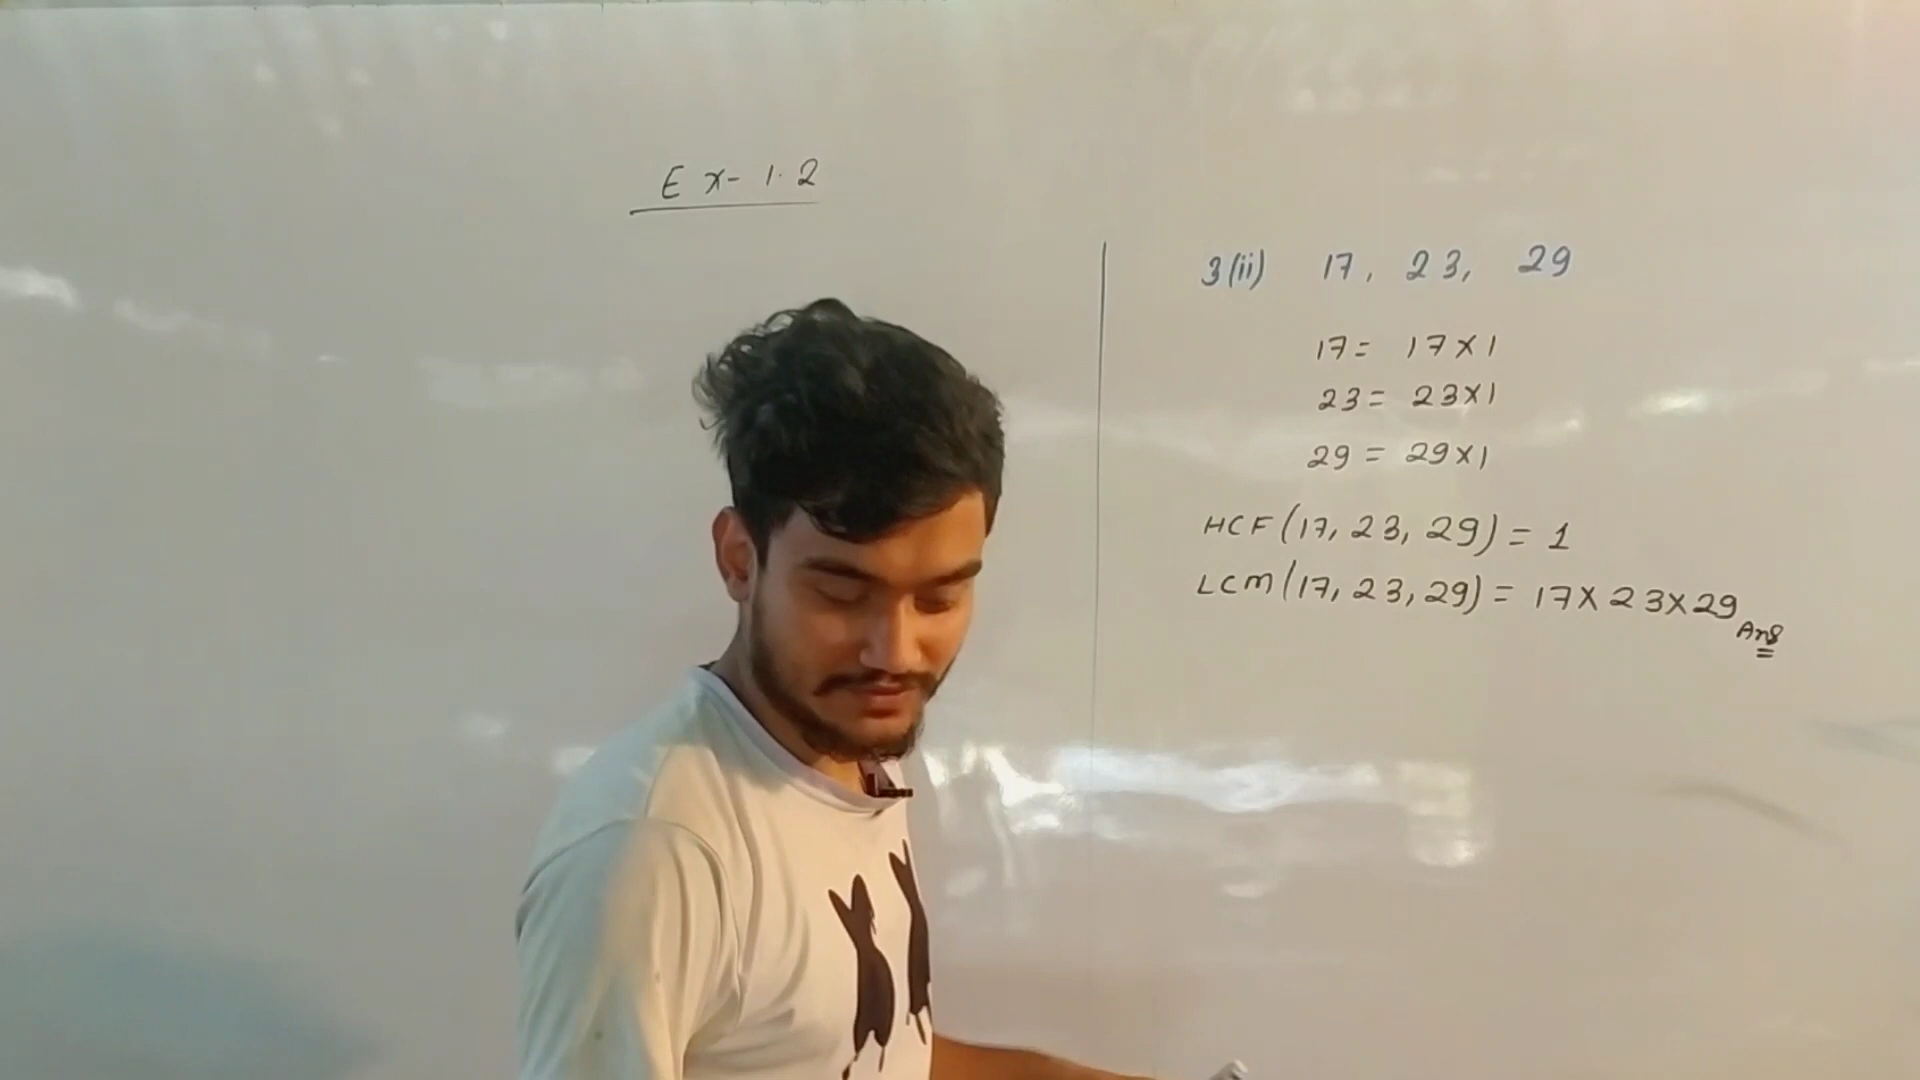 Ex- 1.2
3(ii) 17, 23, 29
17= 17×1
23= 23×1
29 = 29×1
HCF(17, 23, 29) = 1
LCM(17, 23, 29) = 17×23×29 Ans